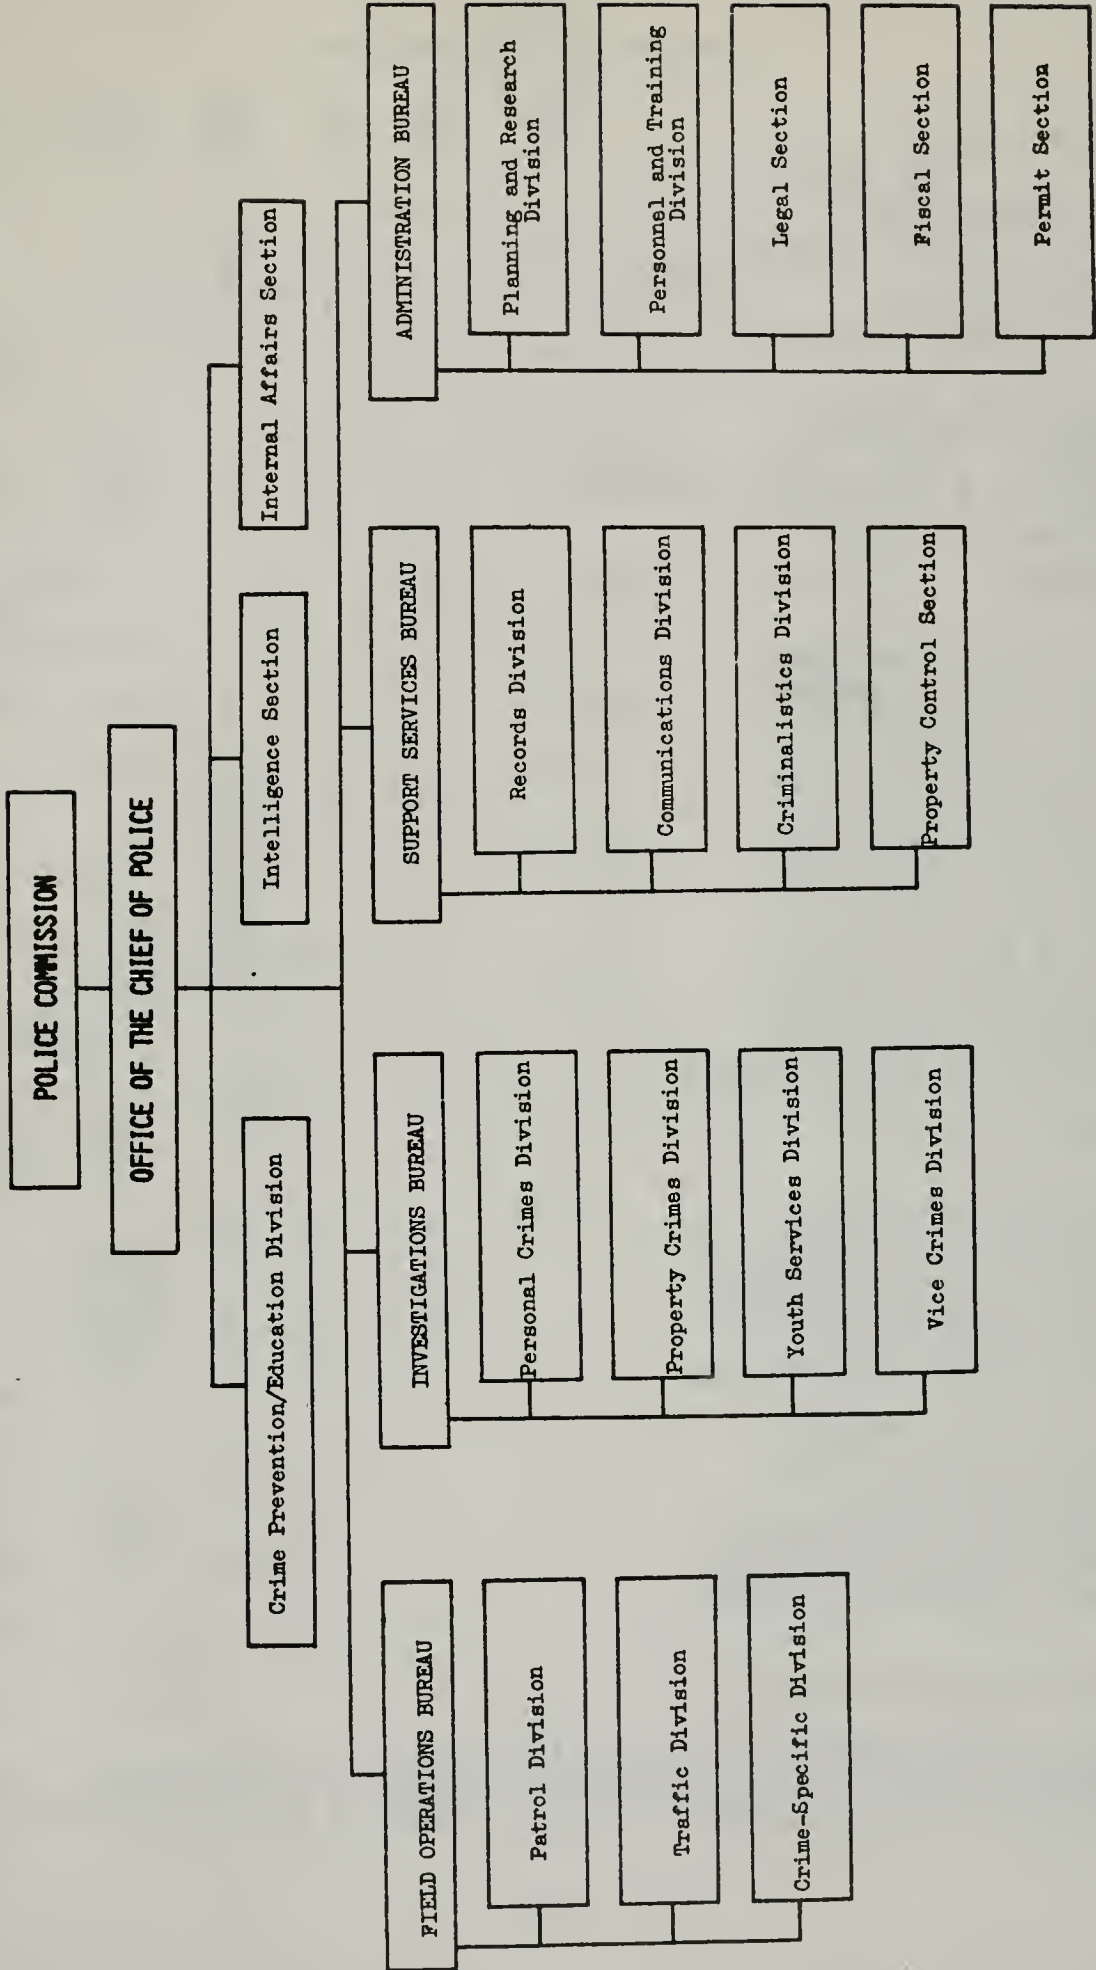 POLICE COMMISSION
OFFICE OF THE CHIEF OF POLICE
Crime Prevention/Education Division
Intelligence Section
Internal Affairs Section
FIELD OPERATIONS BUREAU
Patrol Division
Traffic Division
Crime-Specific Division
INVESTIGATIONS BUREAU
Personal Crimes Division
Property Crimes Division
Youth Services Division
Vice Crimes Division
SUPPORT SERVICES BUREAU
Records Division
Communications Division
Criminalistics Division
Property Control Section
ADMINISTRATION BUREAU
Planning and Research
Division
Personnel and Training
Division
Legal Section
Fiscal Section
Permit Section